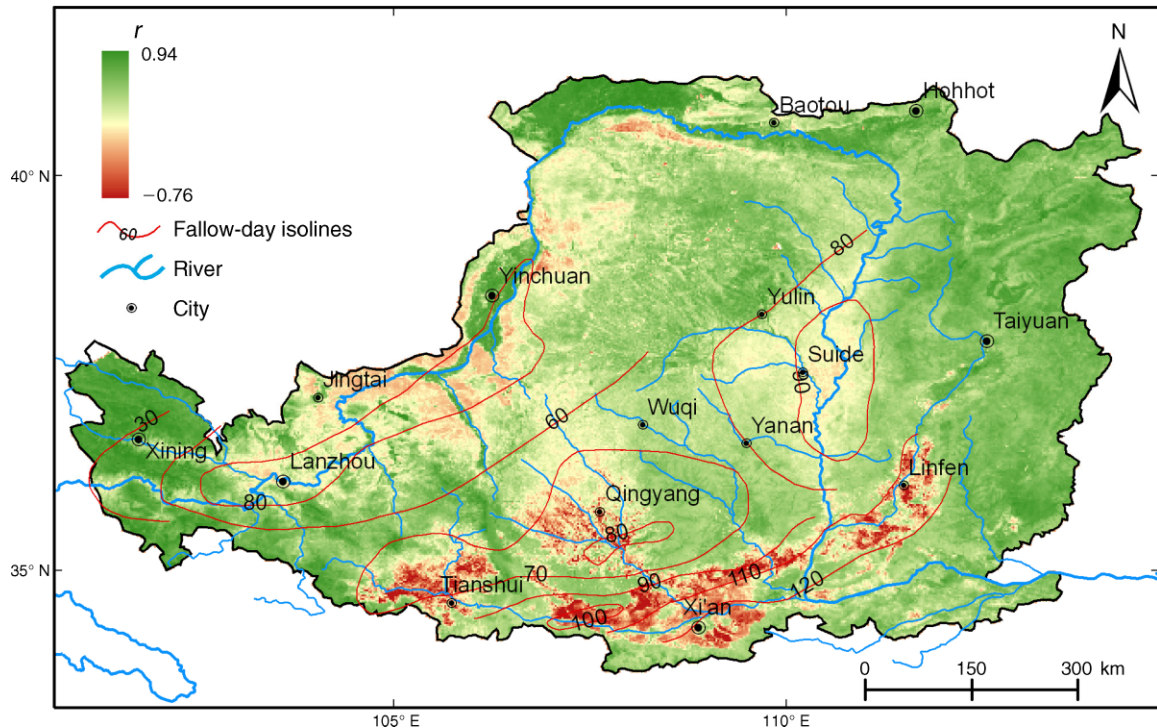 r
0.94
−0.76
60
Fallow-day isolines
River
City
N
40° N
35° N
105° E
110° E
0 150 300 km
Baotou
Hohhot
Yinchuan
80
Yulin
Taiyuan
Suide
Jingtai
90
60
30
Wuqi
Yanan
Xining
Lanzhou
Linfen
80
Qingyang
80
70
90
110
120
Tianshui
100
Xi'an